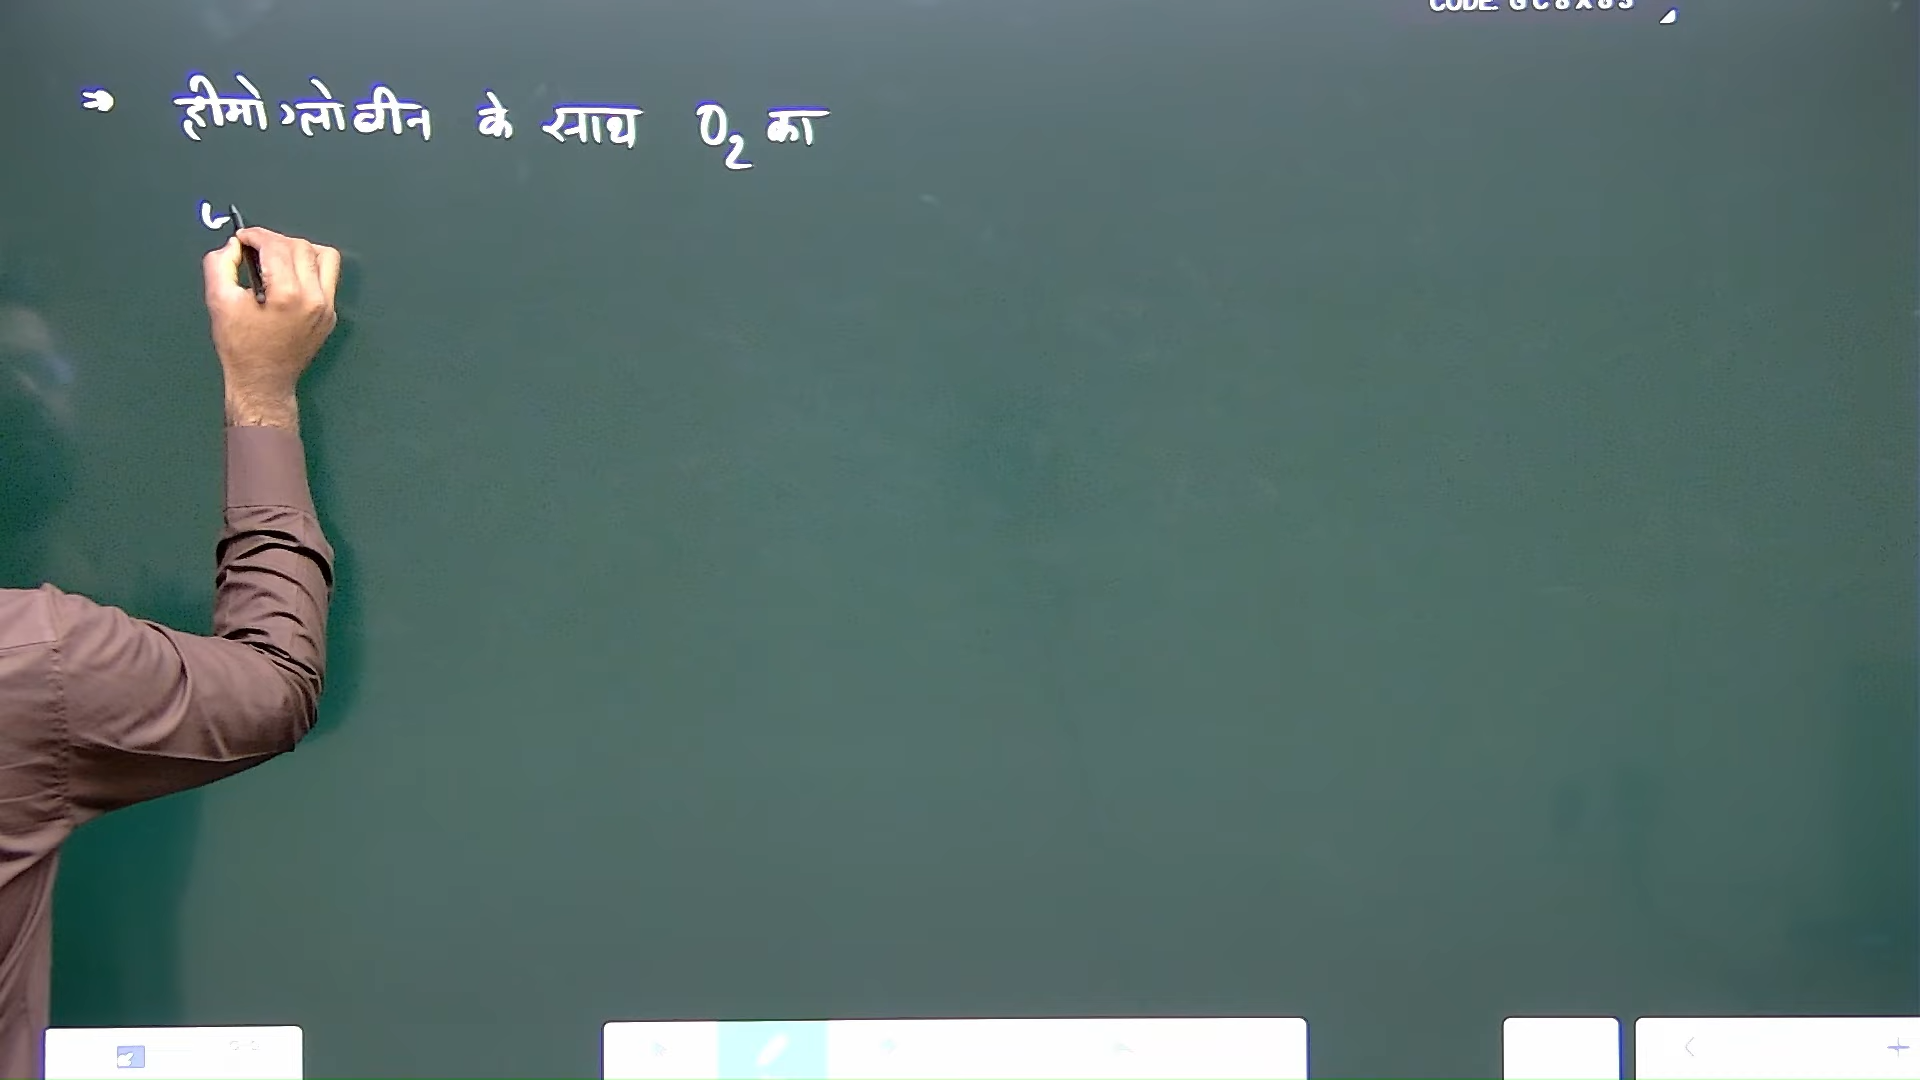 ⇒ हीमोग्लोबीन के साथ O₂ का